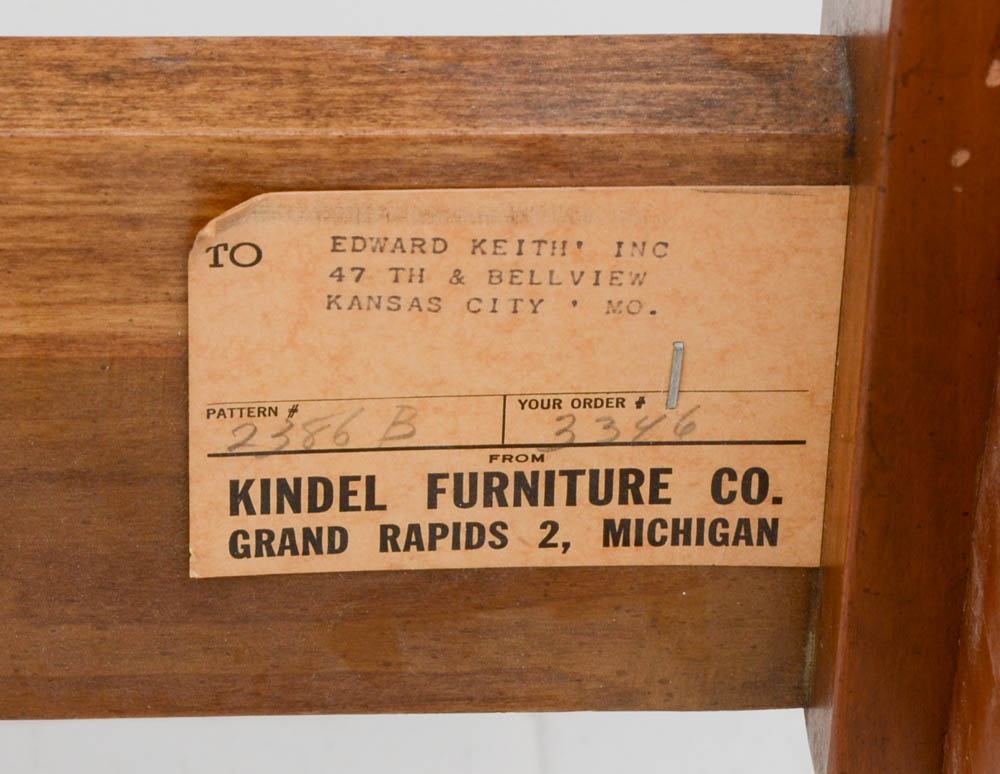 TO
EDWARD KEITH' INC
47 TH & BELLVIEW
KANSAS CITY ' MO.
PATTERN # 2386 B
YOUR ORDER # 3346
FROM
KINDEL FURNITURE CO.
GRAND RAPIDS 2, MICHIGAN